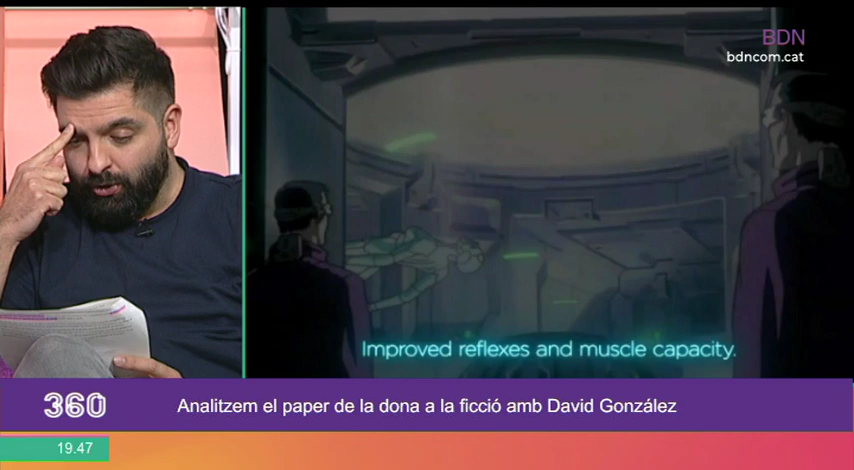 BDN
bdncom.cat
Improved reflexes and muscle capacity.
360
Analitzem el paper de la dona a la ficció amb David González
19.47